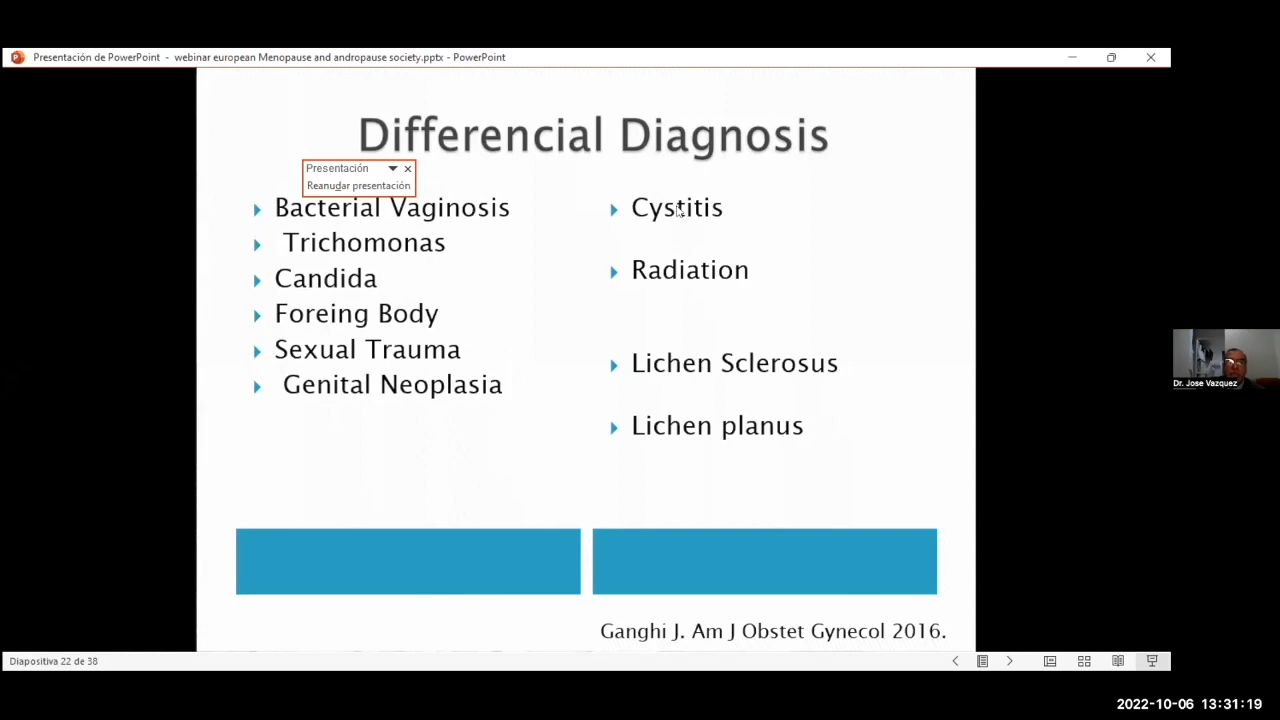 Presentación de PowerPoint - webinar european Menopause and andropause society.pptx - PowerPoint
Differencial Diagnosis
Presentación
Reanudar presentación
Bacterial Vaginosis
Trichomonas
Candida
Foreing Body
Sexual Trauma
Genital Neoplasia
Cystitis
Radiation
Lichen Sclerosus
Lichen planus
Ganghi J. Am J Obstet Gynecol 2016.
Dr. Jose Vazquez
Diapositiva 22 de 38
2022-10-06 13:31:19